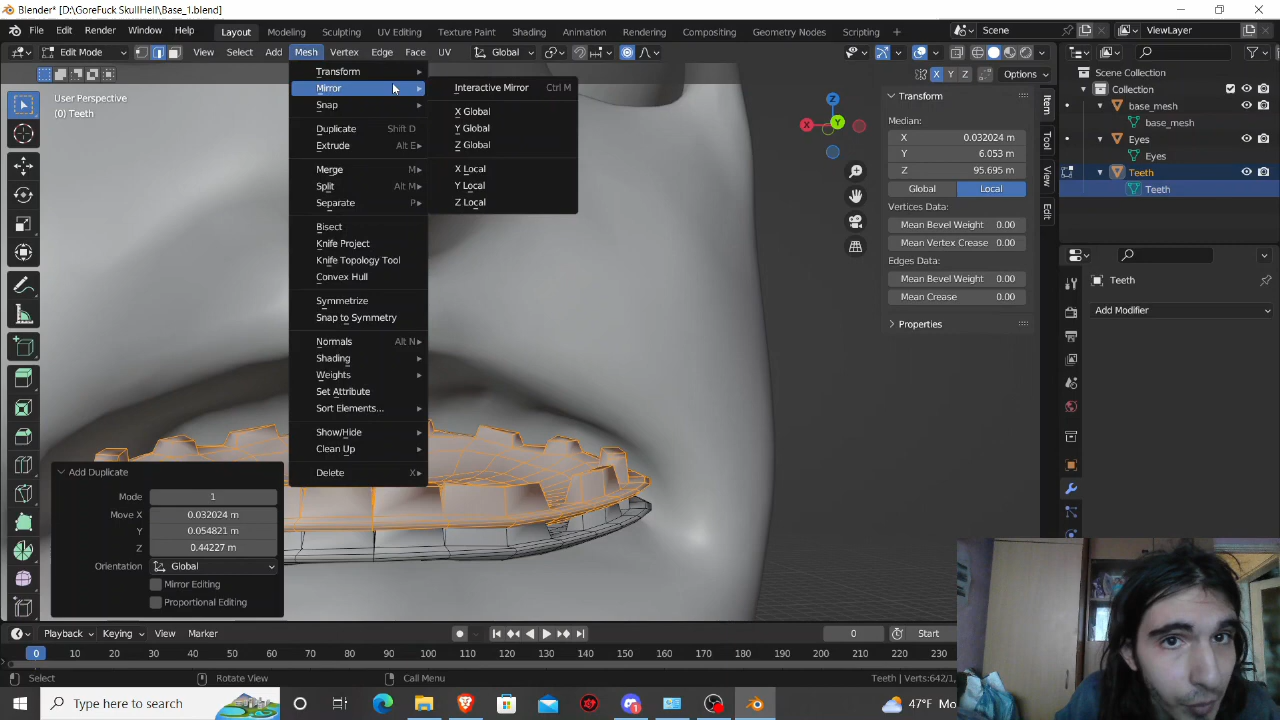 Blender* [D:\GoreFuck SkullHell\Base_1.blend]
File Edit Render Window Help Layout Modeling Sculpting UV Editing Texture Paint Shading Animation Rendering Compositing Geometry Nodes Scripting Scene ViewLayer
Edit Mode View Select Add Mesh Vertex Edge Face UV Global
X Y Z Options
User Perspective
(0) Teeth
Transform
Mirror
Snap
Duplicate Shift D
Extrude Alt E
Merge M
Split Alt M
Separate P
Bisect
Knife Project
Knife Topology Tool
Convex Hull
Symmetrize
Snap to Symmetry
Normals Alt N
Shading
Weights
Set Attribute
Sort Elements...
Show/Hide
Clean Up
Delete X
Interactive Mirror Ctrl M
X Global
Y Global
Z Global
X Local
Y Local
Z Local
Z
X
Y
Transform
Median:
X 0.032024 m
Y 6.053 m
Z 95.695 m
Global Local
Vertices Data:
Mean Bevel Weight 0.00
Mean Vertex Crease 0.00
Edges Data:
Mean Bevel Weight 0.00
Mean Crease 0.00
Properties
Item
Tool
View
Edit
Scene Collection
Collection
base_mesh
base_mesh
Eyes
Eyes
Teeth
Teeth
Teeth
Add Modifier
Add Duplicate
Mode 1
Move X 0.032024 m
Y 0.054821 m
Z 0.44227 m
Orientation Global
Mirror Editing
Proportional Editing
Playback Keying View Marker 0 Start
0 10 20 30 40 50 60 70 80 90 100 110 120 130 140 150 160 170 180 190 200 210 220 230
Select Rotate View Call Menu Teeth | Vertices:642/1,
Type here to search 47°F Mo